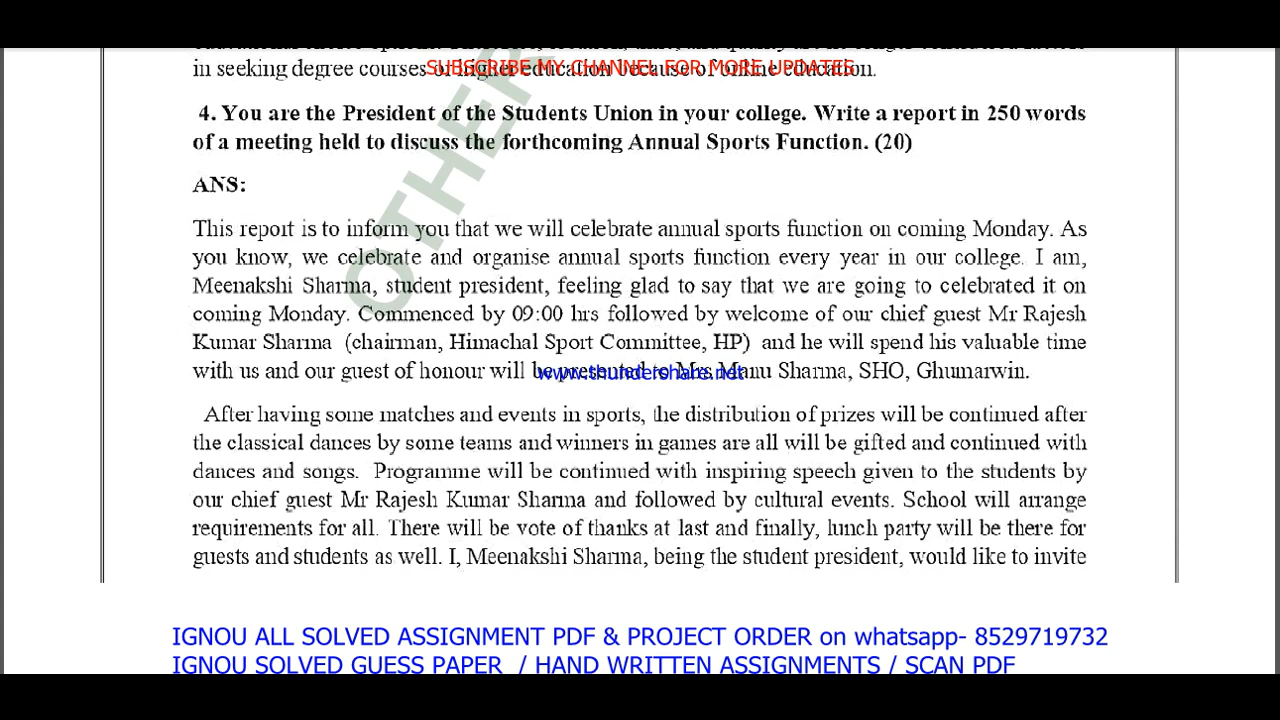 in seeking degree courses or higher education because of online education.
SUBSCRIBE MY CHANNEL FOR MORE UPDATES
4. You are the President of the Students Union in your college. Write a report in 250 words
of a meeting held to discuss the forthcoming Annual Sports Function. (20)
ANS:
This report is to inform you that we will celebrate annual sports function on coming Monday. As
you know, we celebrate and organise annual sports function every year in our college. I am,
Meenakshi Sharma, student president, feeling glad to say that we are going to celebrated it on
coming Monday. Commenced by 09:00 hrs followed by welcome of our chief guest Mr Rajesh
Kumar Sharma (chairman, Himachal Sport Committee, HP) and he will spend his valuable time
with us and our guest of honour will be presented to Mrs Manu Sharma, SHO, Ghumarwin.
www.thundershare.net
After having some matches and events in sports, the distribution of prizes will be continued after
the classical dances by some teams and winners in games are all will be gifted and continued with
dances and songs. Programme will be continued with inspiring speech given to the students by
our chief guest Mr Rajesh Kumar Sharma and followed by cultural events. School will arrange
requirements for all. There will be vote of thanks at last and finally, lunch party will be there for
guests and students as well. I, Meenakshi Sharma, being the student president, would like to invite
OTHER
IGNOU ALL SOLVED ASSIGNMENT PDF & PROJECT ORDER on whatsapp- 8529719732
IGNOU SOLVED GUESS PAPER / HAND WRITTEN ASSIGNMENTS / SCAN PDF